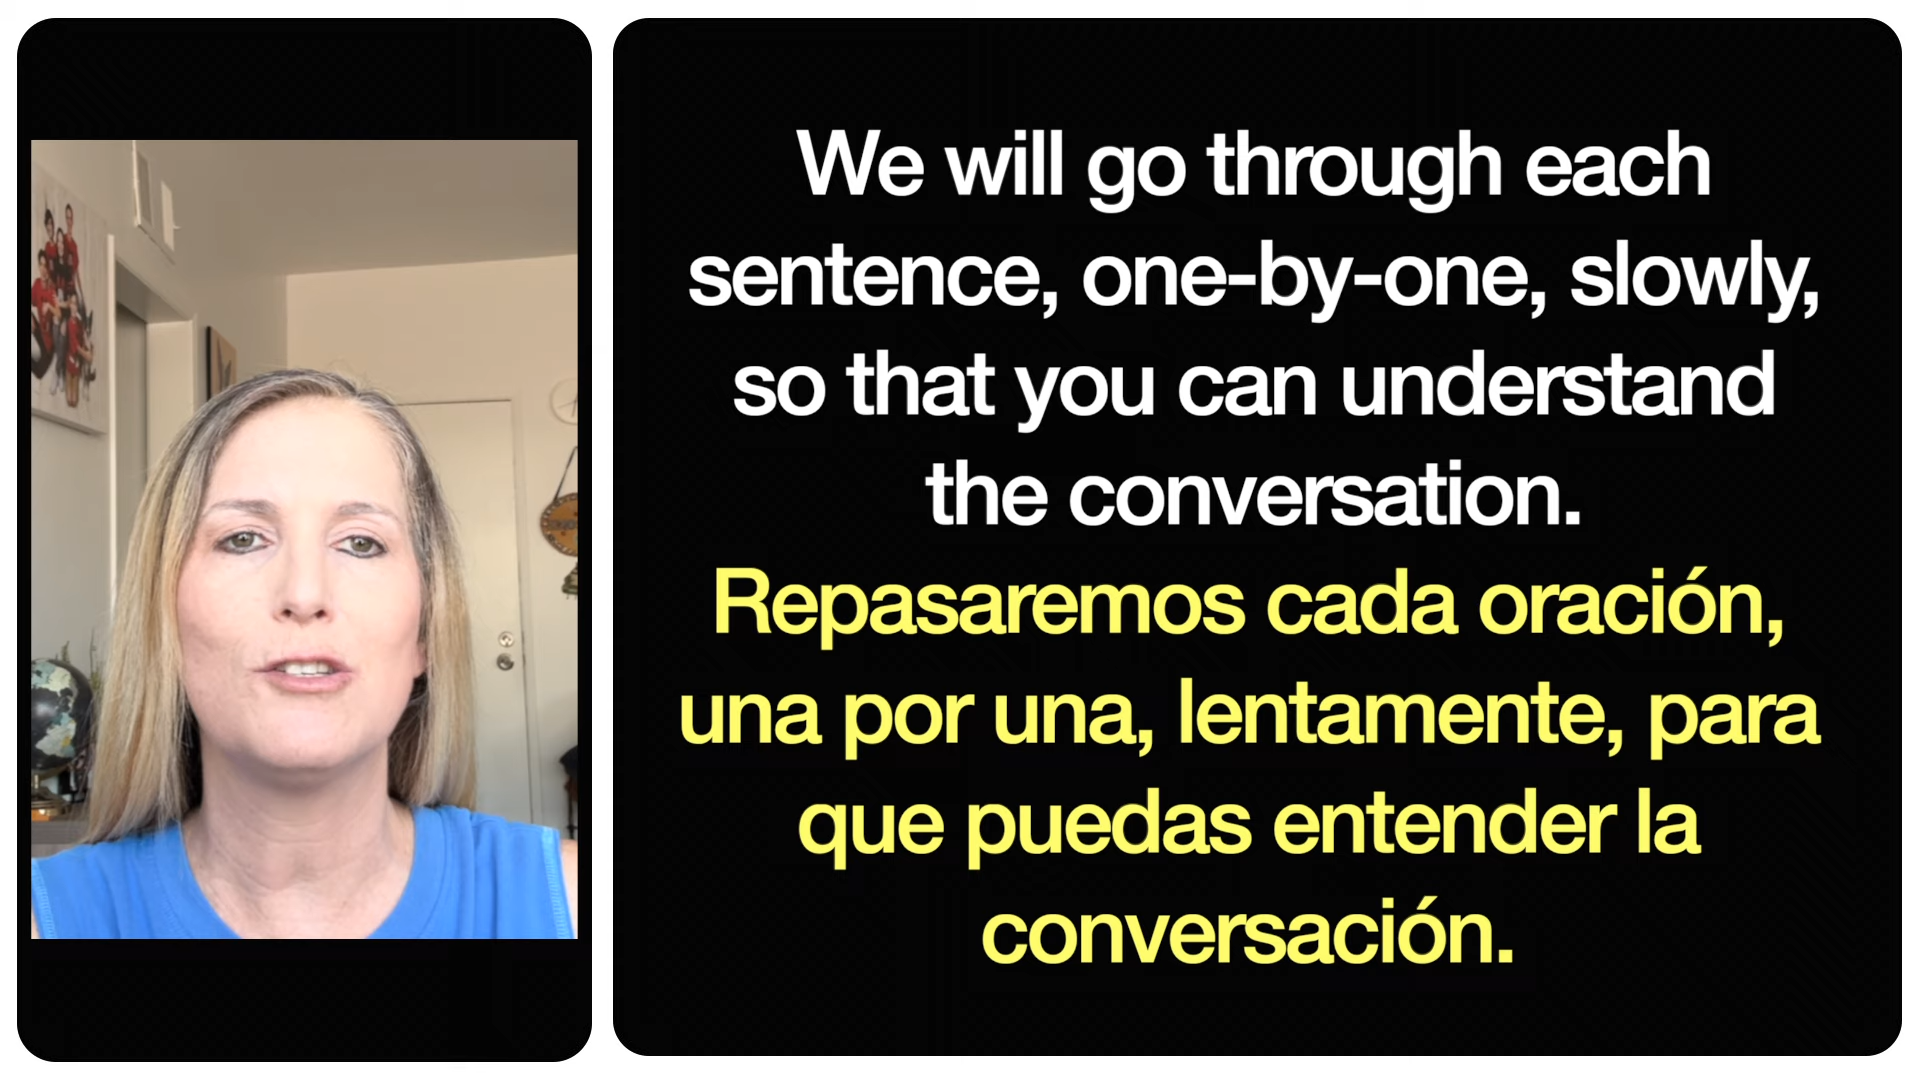 We will go through each
sentence, one-by-one, slowly,
so that you can understand
the conversation.
Repasaremos cada oración,
una por una, lentamente, para
que puedas entender la
conversación.